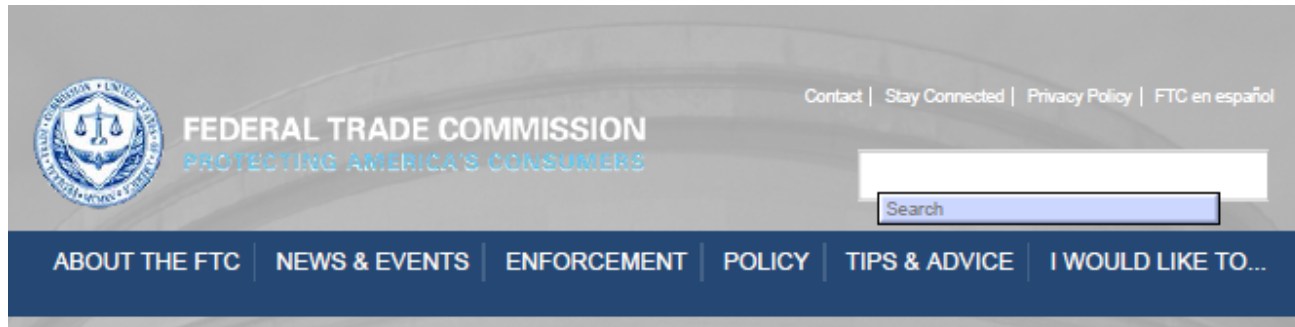 Contact | Stay Connected | Privacy Policy | FTC en español
FEDERAL TRADE COMMISSION
PROTECTING AMERICA'S CONSUMERS
Search
ABOUT THE FTC | NEWS & EVENTS | ENFORCEMENT | POLICY | TIPS & ADVICE | I WOULD LIKE TO...